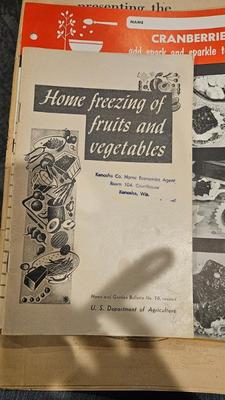 presenting the
NAME
CRANBERRIE
add spark and sparkle t
Home freezing of
fruits and
vegetables
Kenosha Co. Home Economics Agent
Room 104, Courthouse
Kenosha, Wis.
Home and Garden Bulletin No. 10, revised
U. S. Department of Agriculture